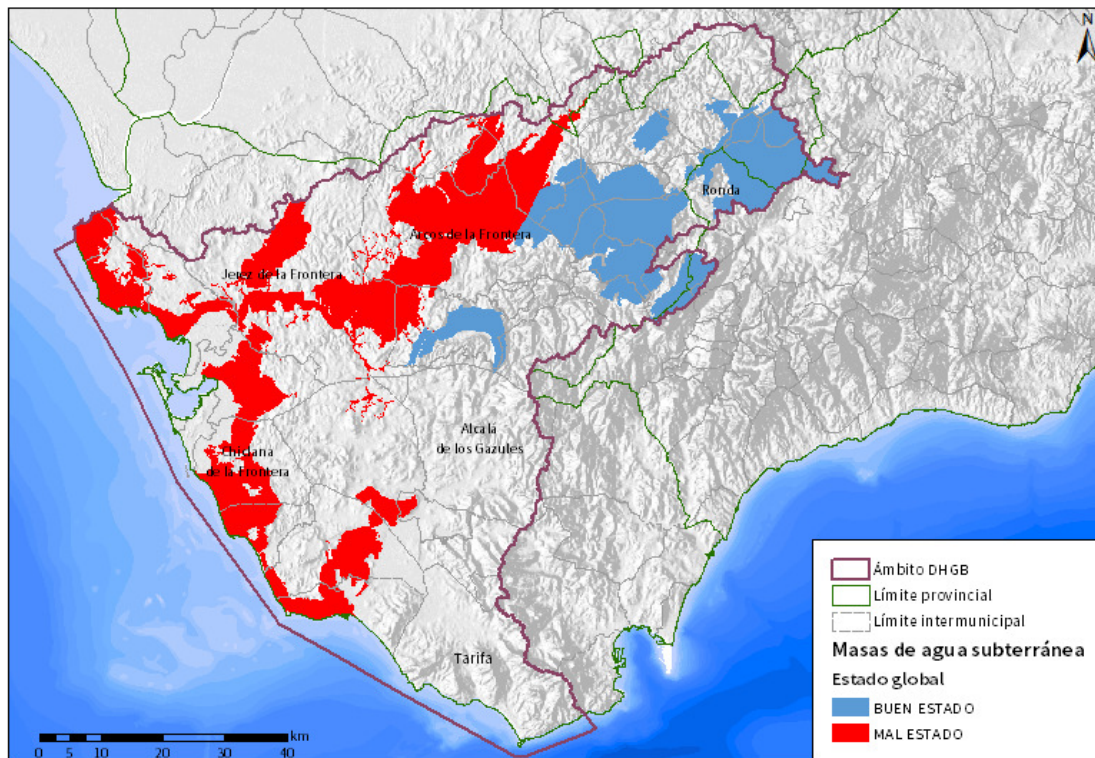 N
Ronda
Arcos de la Frontera
Jerez de la Frontera
Alcalá
de los Gazules
Chiclana
de la Frontera
Tarifa
km
0 5 10 20 30 40
Ámbito DHGB
Límite provincial
Límite intermunicipal
Masas de agua subterránea
Estado global
BUEN ESTADO
MAL ESTADO